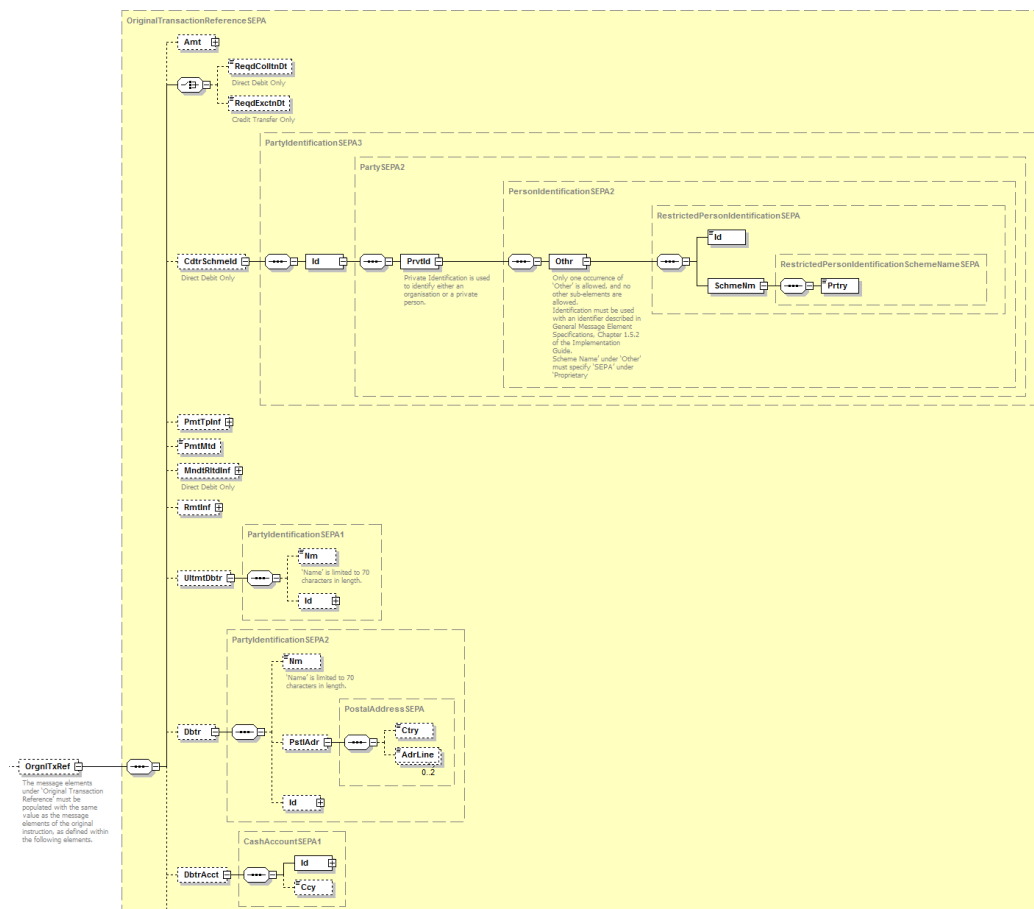 OriginalTransactionReferenceSEPA
Amt
ReqdColltnDt
Direct Debit Only
ReqdExctnDt
Credit Transfer Only
PartyIdentificationSEPA3
PartySEPA2
PersonIdentificationSEPA2
RestrictedPersonIdentificationSEPA
Id
RestrictedPersonIdentificationSchemeNameSEPA
CdtrSchmeId
Direct Debit Only
Id
PrvtId
Private Identification is used
to identify either an
organisation or a private
person.
Othr
Only one occurrence of
'Other' is allowed, and no
other sub-elements are
allowed.
Identification must be used
with an identifier described in
General Message Element
Specifications, Chapter 1.5.2
of the Implementation
Guide.
Scheme Name' under 'Other'
must specify 'SEPA' under
'Proprietary
SchmeNm
Prtry
PmtTpInf
PmtMtd
MndtRltdInf
Direct Debit Only
RmtInf
PartyIdentificationSEPA1
Nm
'Name' is limited to 70
characters in length.
UltmtDbtr
Id
PartyIdentificationSEPA2
Nm
'Name' is limited to 70
characters in length.
PostalAddressSEPA
Ctry
Dbtr
PstlAdr
AdrLine
0..2
OrgnlTxRef
The message elements
under 'Original Transaction
Reference' must be
populated with the same
value as the message
elements of the original
instruction, as defined within
the following elements.
Id
CashAccountSEPA1
Id
DbtrAcct
Ccy